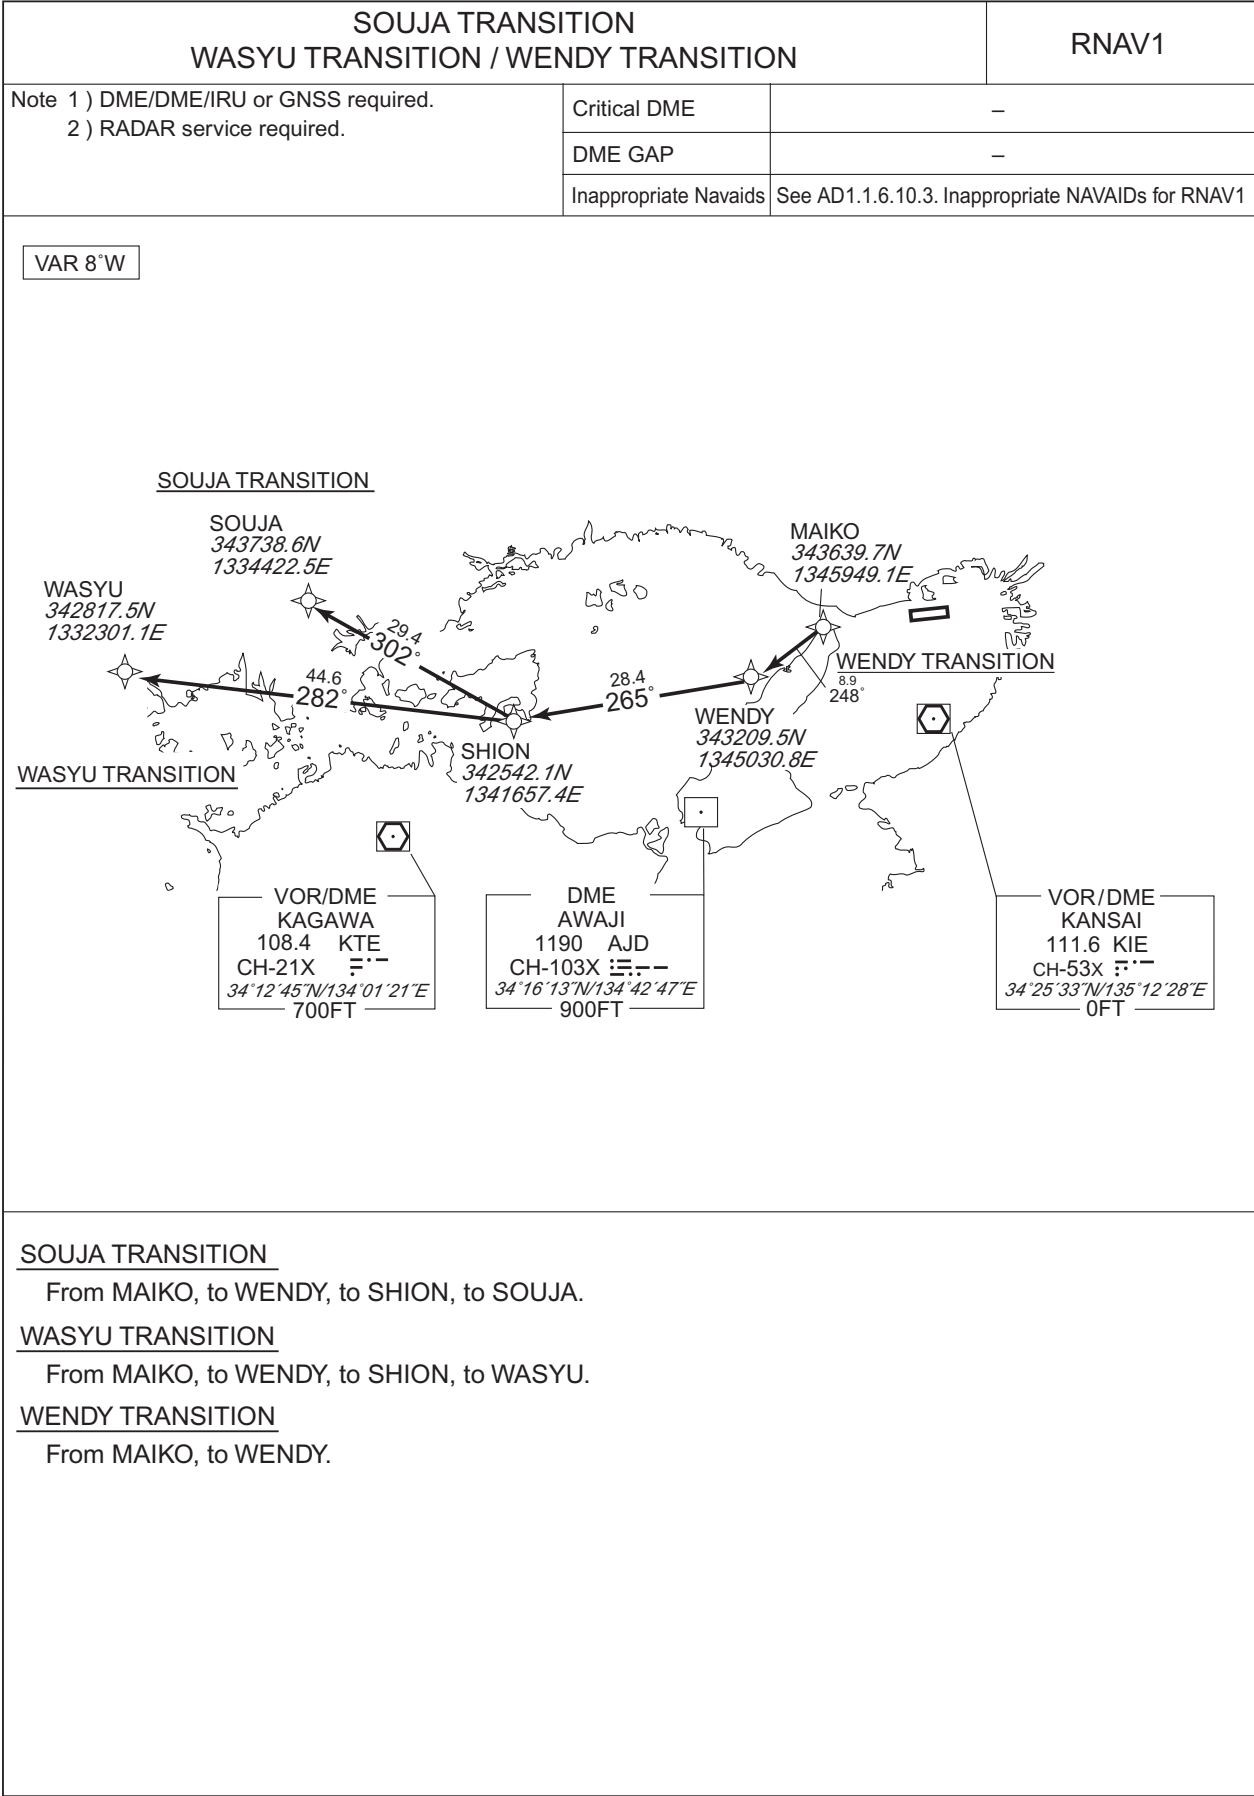 SOUJA TRANSITION
WASYU TRANSITION / WENDY TRANSITION
RNAV1
Note 1 ) DME/DME/IRU or GNSS required.
2 ) RADAR service required.
Critical DME
–
DME GAP
–
Inappropriate Navaids
See AD1.1.6.10.3. Inappropriate NAVAIDs for RNAV1
VAR 8°W
SOUJA TRANSITION
SOUJA
343738.6N
1334422.5E
MAIKO
343639.7N
1345949.1E
WASYU
342817.5N
1332301.1E
29.4
302°
44.6
282°
28.4
265°
WENDY TRANSITION
8.9
248°
WENDY
343209.5N
1345030.8E
SHION
342542.1N
1341657.4E
WASYU TRANSITION
VOR/DME
KAGAWA
108.4 KTE
CH-21X
34°12′45″N/134°01′21″E
700FT
DME
AWAJI
1190 AJD
CH-103X
34°16′13″N/134°42′47″E
900FT
VOR/DME
KANSAI
111.6 KIE
CH-53X
34°25′33″N/135°12′28″E
0FT
SOUJA TRANSITION
From MAIKO, to WENDY, to SHION, to SOUJA.
WASYU TRANSITION
From MAIKO, to WENDY, to SHION, to WASYU.
WENDY TRANSITION
From MAIKO, to WENDY.